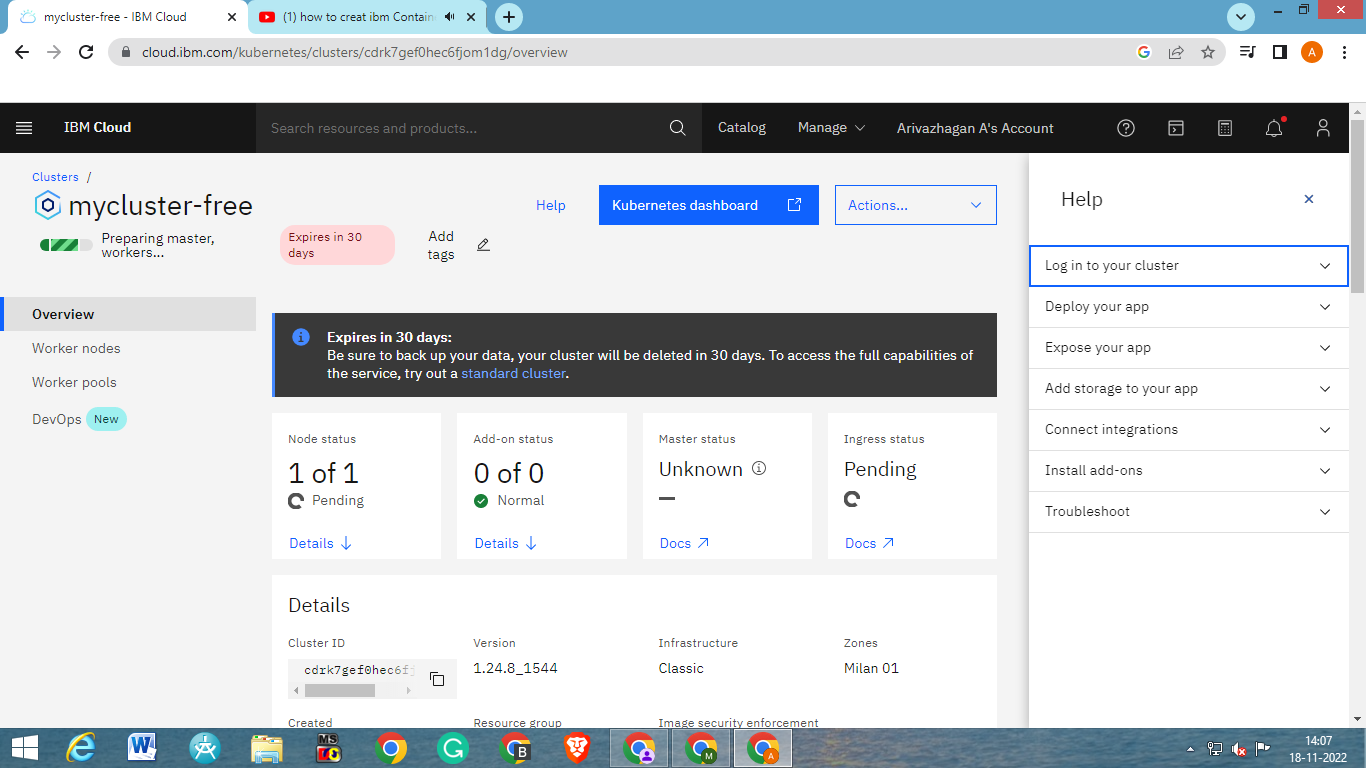 mycluster-free - IBM Cloud
(1) how to creat ibm Contain
cloud.ibm.com/kubernetes/clusters/cdrk7gef0hec6fjom1dg/overview
A
IBM Cloud
Search resources and products...
Catalog
Manage
Arivazhagan A's Account
Clusters /
mycluster-free
Preparing master,
workers...
Expires in 30
days
Add
tags
Help
Kubernetes dashboard
Actions...
Overview
Worker nodes
Worker pools
DevOps New
Expires in 30 days:
Be sure to back up your data, your cluster will be deleted in 30 days. To access the full capabilities of
the service, try out a standard cluster.
Node status
1 of 1
Pending
Details
Add-on status
0 of 0
Normal
Details
Master status
Unknown
Docs
Ingress status
Pending
Docs
Details
Cluster ID
cdrk7gef0hec6fj
Version
1.24.8_1544
Infrastructure
Classic
Zones
Milan 01
Created
Resource group
Image security enforcement
Help
Log in to your cluster
Deploy your app
Expose your app
Add storage to your app
Connect integrations
Install add-ons
Troubleshoot
MS
B
M
A
14:07
18-11-2022